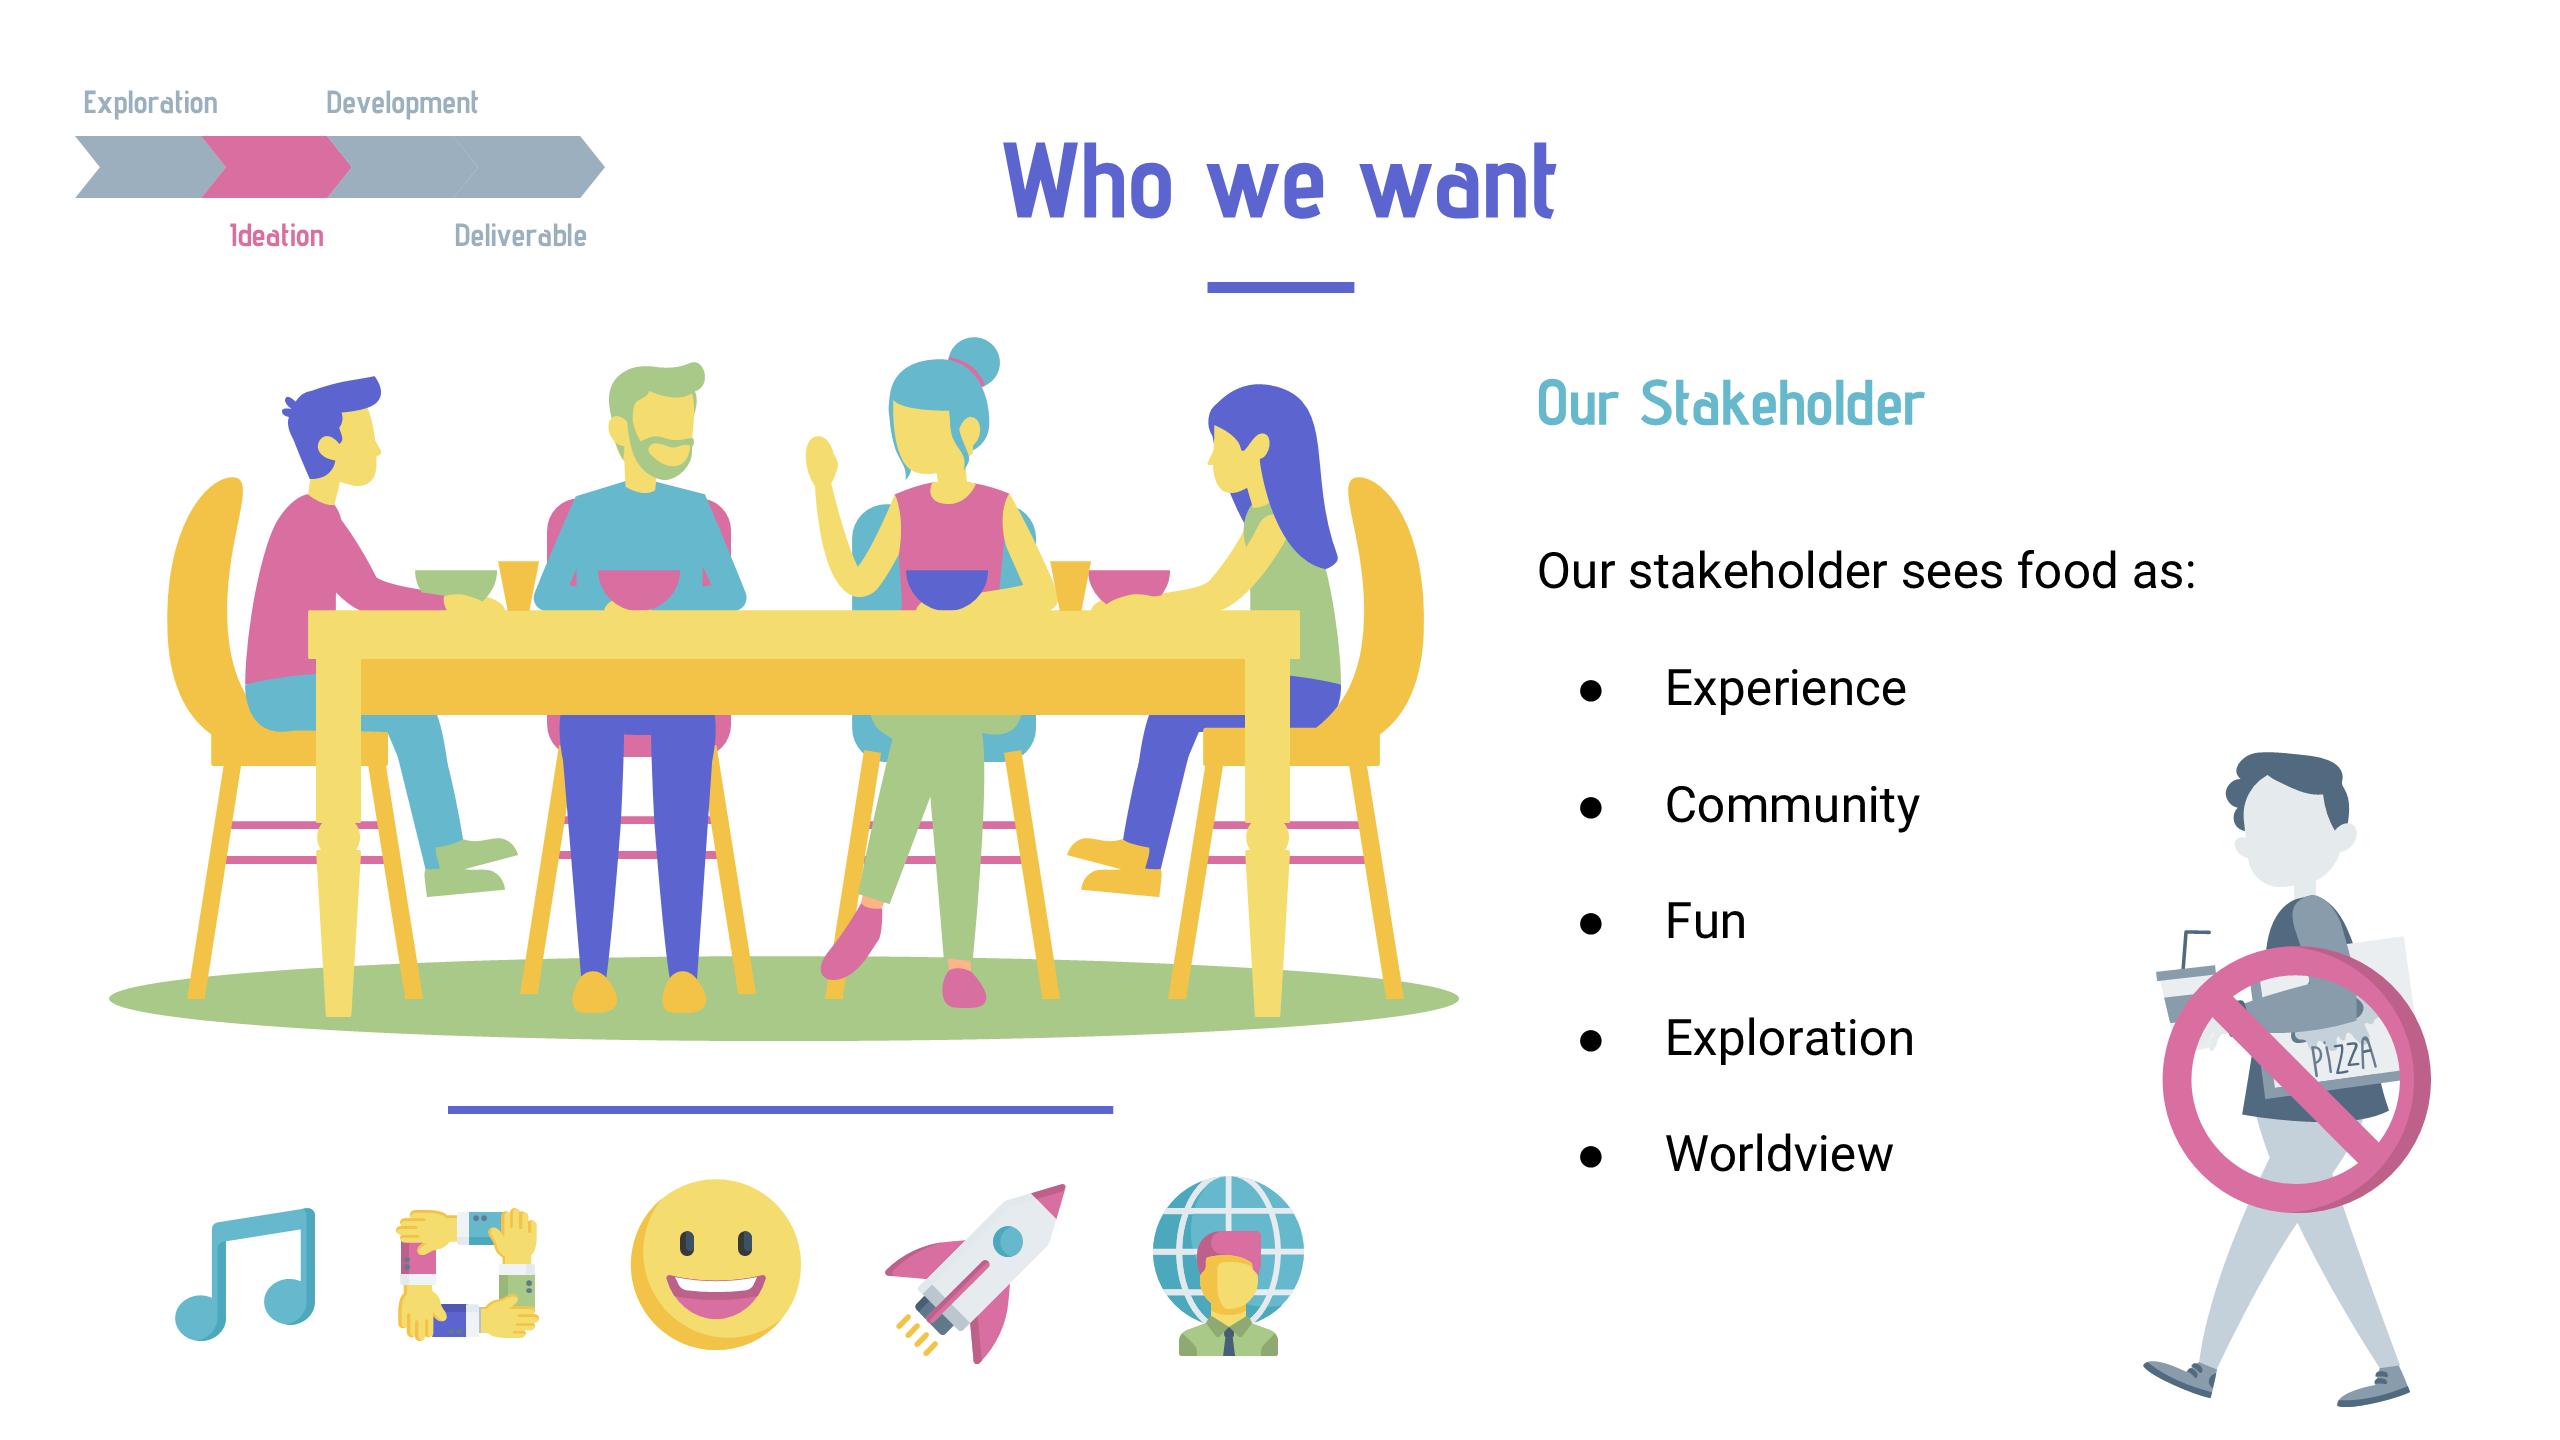 Exploration
Development
Ideation
Deliverable
Who we want
Our Stakeholder
Our stakeholder sees food as:
● Experience
● Community
● Fun
● Exploration
● Worldview
PIZZA